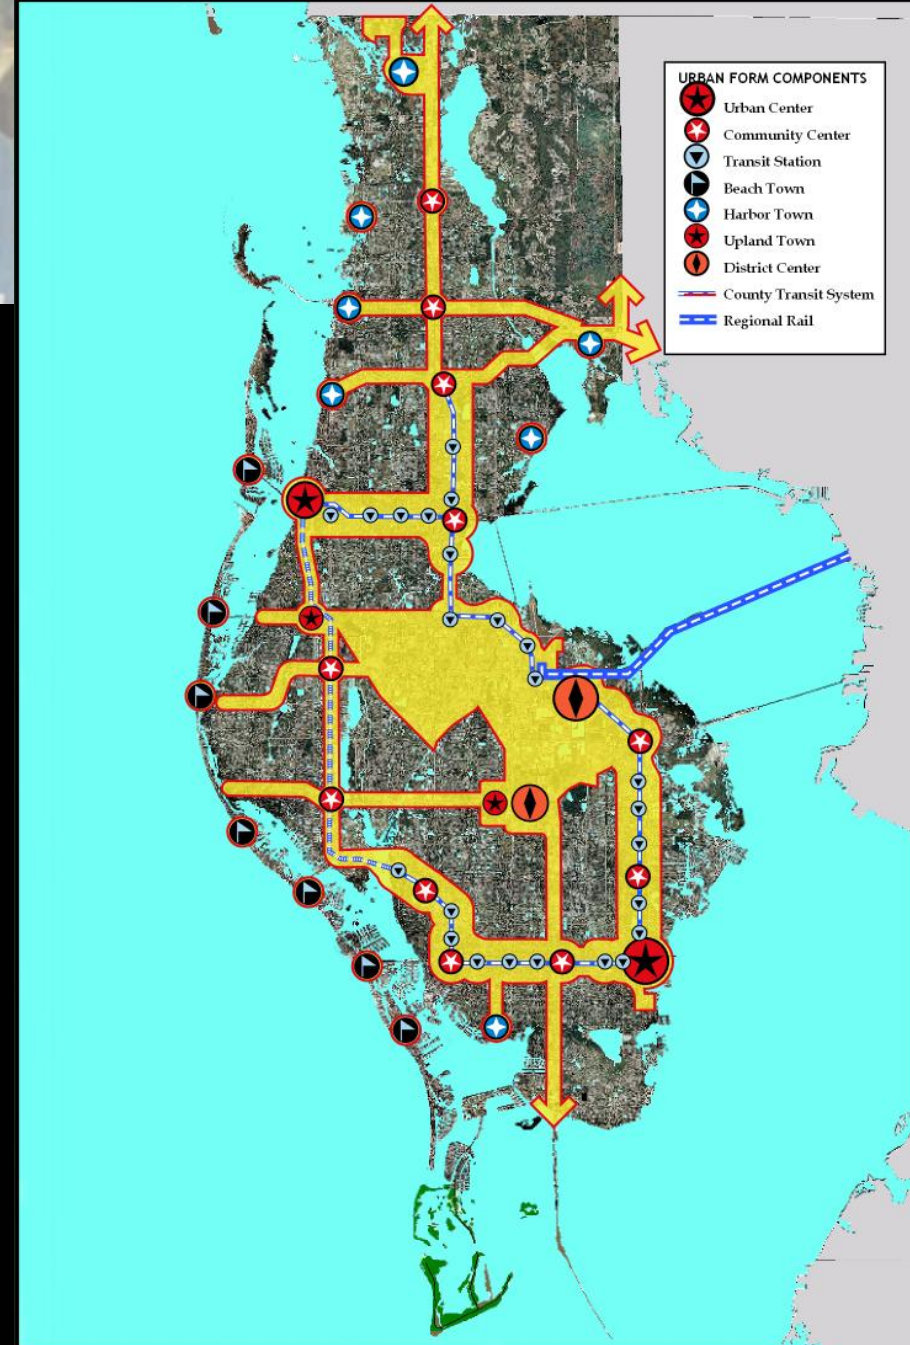 URBAN FORM COMPONENTS
Urban Center
Community Center
Transit Station
Beach Town
Harbor Town
Upland Town
District Center
County Transit System
Regional Rail